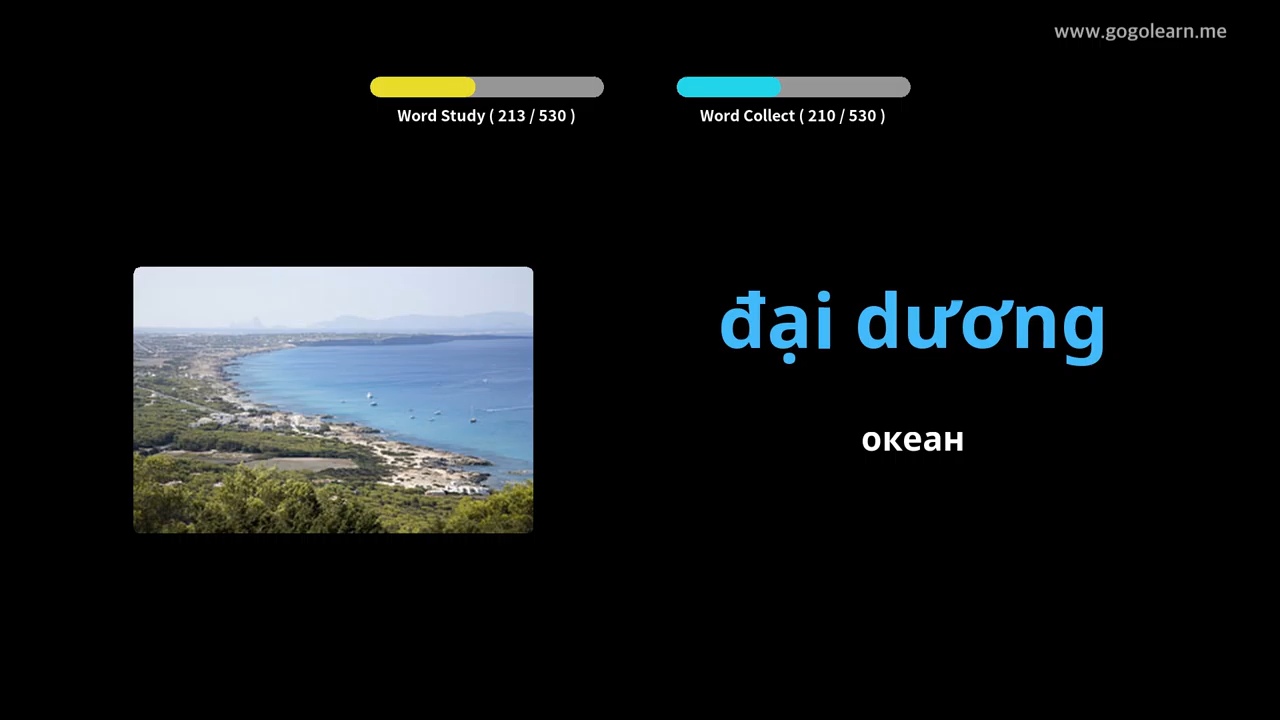 www.gogolearn.me
Word Study ( 213 / 530 )
Word Collect ( 210 / 530 )
đại dương
океан